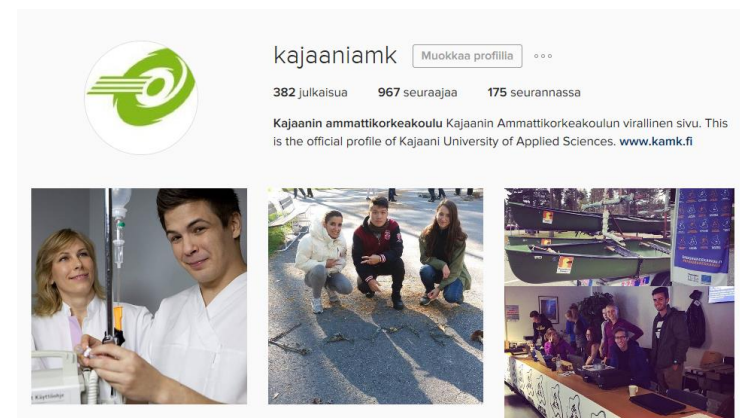 kajaaniamk Muokkaa profiilia
382 julkaisua 967 seuraajaa 175 seurannassa
Kajaanin ammattikorkeakoulu Kajaanin Ammattikorkeakoulun virallinen sivu. This
is the official profile of Kajaani University of Applied Sciences. www.kamk.fi
Käyttöohje